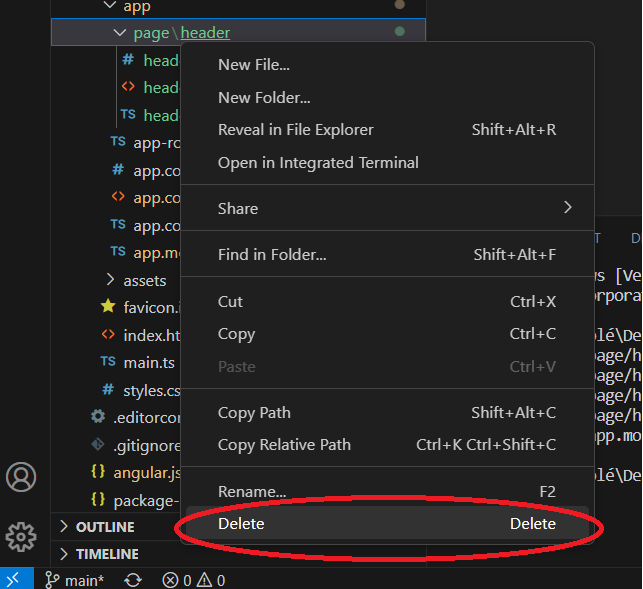 app
page\header
# head
<> head
TS head
TS app-ro
# app.co
<> app.co
TS app.co
TS app.mo
assets
favicon.i
<> index.ht
TS main.ts
# styles.cs
.editorcon
.gitignore
{} angular.js
{} package-
OUTLINE
TIMELINE
main*
0
0
New File...
New Folder...
Reveal in File Explorer Shift+Alt+R
Open in Integrated Terminal
Share
Find in Folder... Shift+Alt+F
Cut Ctrl+X
Copy Ctrl+C
Paste Ctrl+V
Copy Path Shift+Alt+C
Copy Relative Path Ctrl+K Ctrl+Shift+C
Rename... F2
Delete Delete
T D
s [Ve
orpora
lé\De
page/h
page/h
page/h
page/h
app.mo
lé\De